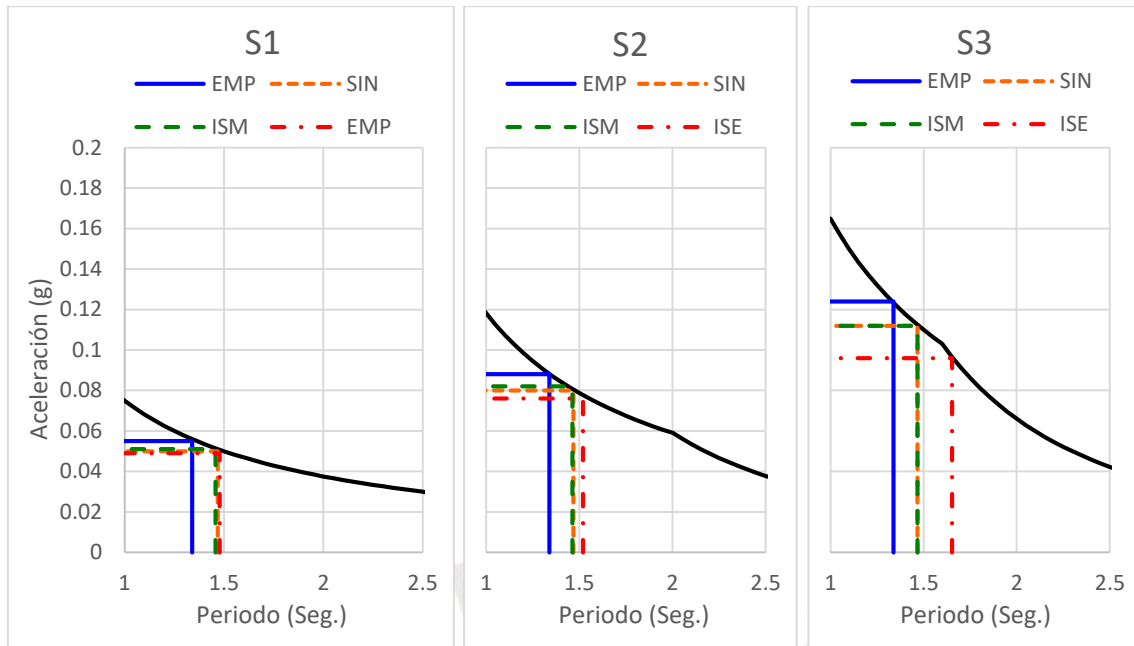 S1
EMP SIN
ISM EMP
0.2
0.18
0.16
0.14
0.12
0.1
0.08
0.06
0.04
0.02
0
Aceleración (g)
1 1.5 2 2.5
Periodo (Seg.)
S2
EMP SIN
ISM ISE
1 1.5 2 2.5
Periodo (Seg.)
S3
EMP SIN
ISM ISE
1 1.5 2 2.5
Periodo (Seg.)